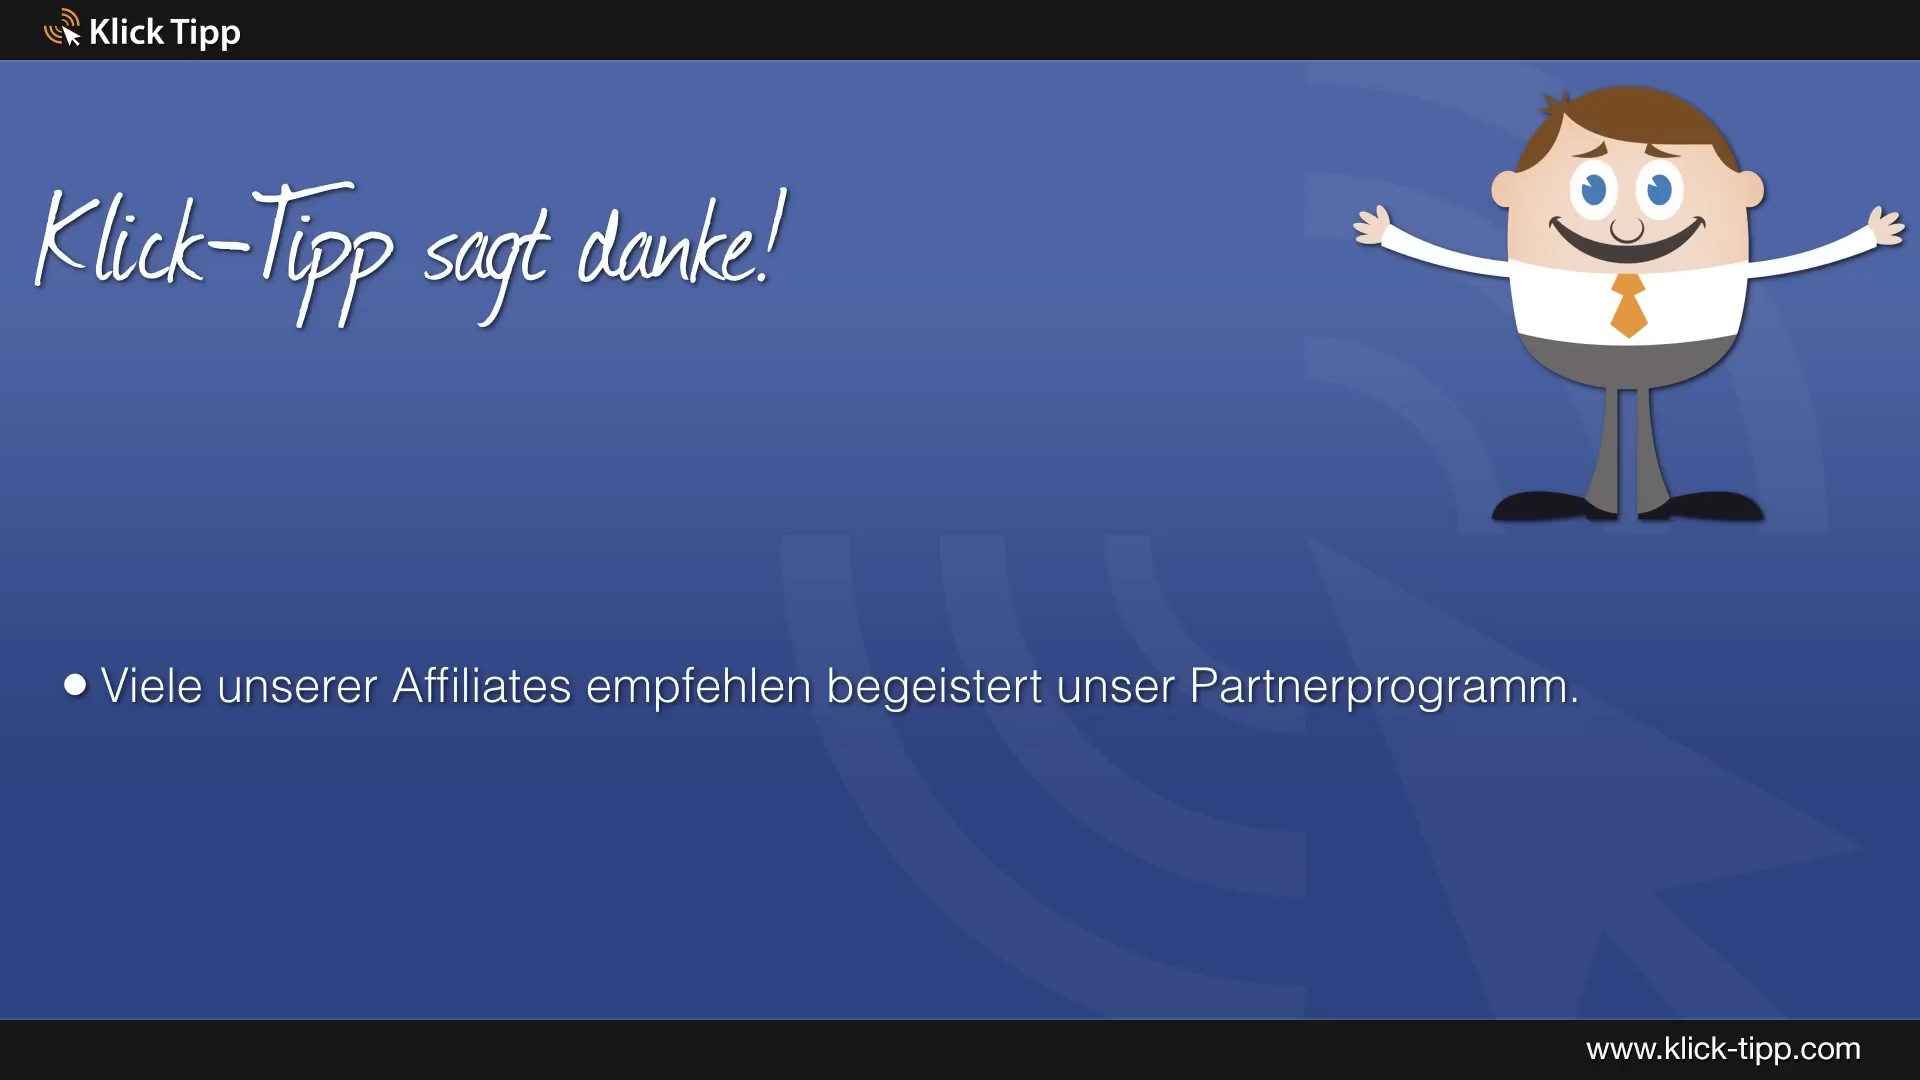 Klick Tipp
Klick-Tipp sagt danke!
• Viele unserer Affiliates empfehlen begeistert unser Partnerprogramm.
www.klick-tipp.com